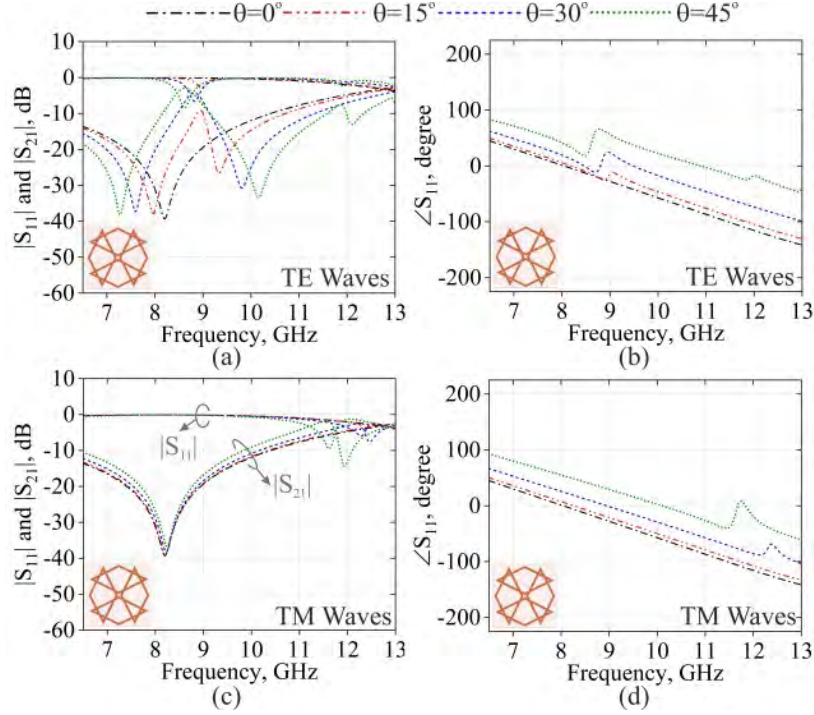 θ=0° θ=15° θ=30° θ=45°
10
0
-10
-20
-30
-40
-50
-60
|S11| and |S21|, dB
TE Waves
7 8 9 10 11 12 13
Frequency, GHz
(a)
200
100
0
-100
-200
∠S11, degree
TE Waves
7 8 9 10 11 12 13
Frequency, GHz
(b)
10
0
-10
-20
-30
-40
-50
-60
|S11| and |S21|, dB
|S11|
|S21|
TM Waves
7 8 9 10 11 12 13
Frequency, GHz
(c)
200
100
0
-100
-200
∠S11, degree
TM Waves
7 8 9 10 11 12 13
Frequency, GHz
(d)